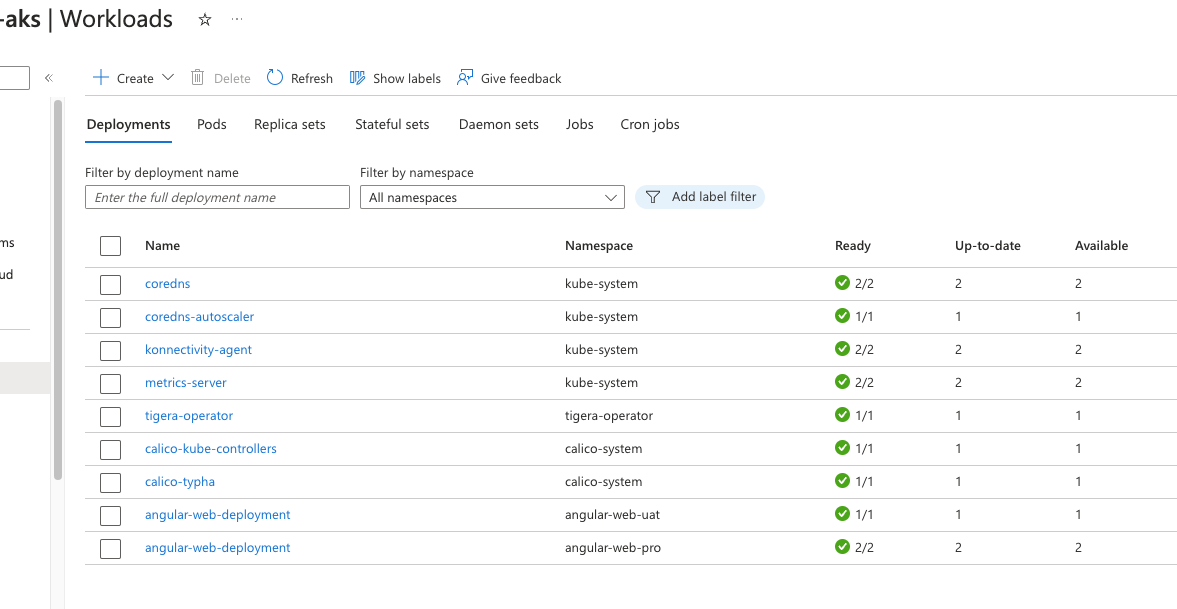 -aks | Workloads
Create Delete Refresh Show labels Give feedback
Deployments Pods Replica sets Stateful sets Daemon sets Jobs Cron jobs
Filter by deployment name Filter by namespace
Enter the full deployment name All namespaces Add label filter
ms
ud
Name Namespace Ready Up-to-date Available
coredns kube-system 2/2 2 2
coredns-autoscaler kube-system 1/1 1 1
konnectivity-agent kube-system 2/2 2 2
metrics-server kube-system 2/2 2 2
tigera-operator tigera-operator 1/1 1 1
calico-kube-controllers calico-system 1/1 1 1
calico-typha calico-system 1/1 1 1
angular-web-deployment angular-web-uat 1/1 1 1
angular-web-deployment angular-web-pro 2/2 2 2